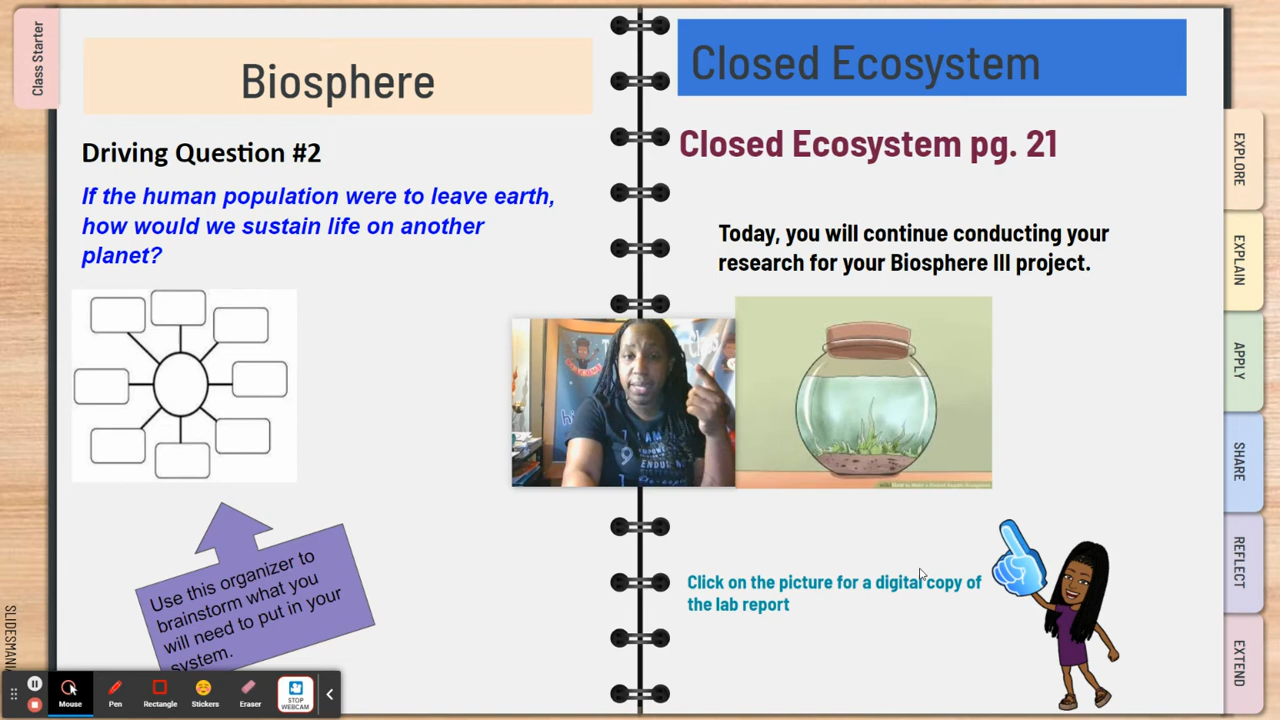 Class Starter
Biosphere
Driving Question #2
If the human population were to leave earth,
how would we sustain life on another
planet?
Use this organizer to
brainstorm what you
will need to put in your
system.
SLIDESMANIA
Closed Ecosystem
Closed Ecosystem pg. 21
Today, you will continue conducting your
research for your Biosphere III project.
Click on the picture for a digital copy of
the lab report
EXPLORE
EXPLAIN
APPLY
SHARE
REFLECT
EXTEND
Mouse
Pen
Rectangle
Stickers
Eraser
STOP
WEBCAM